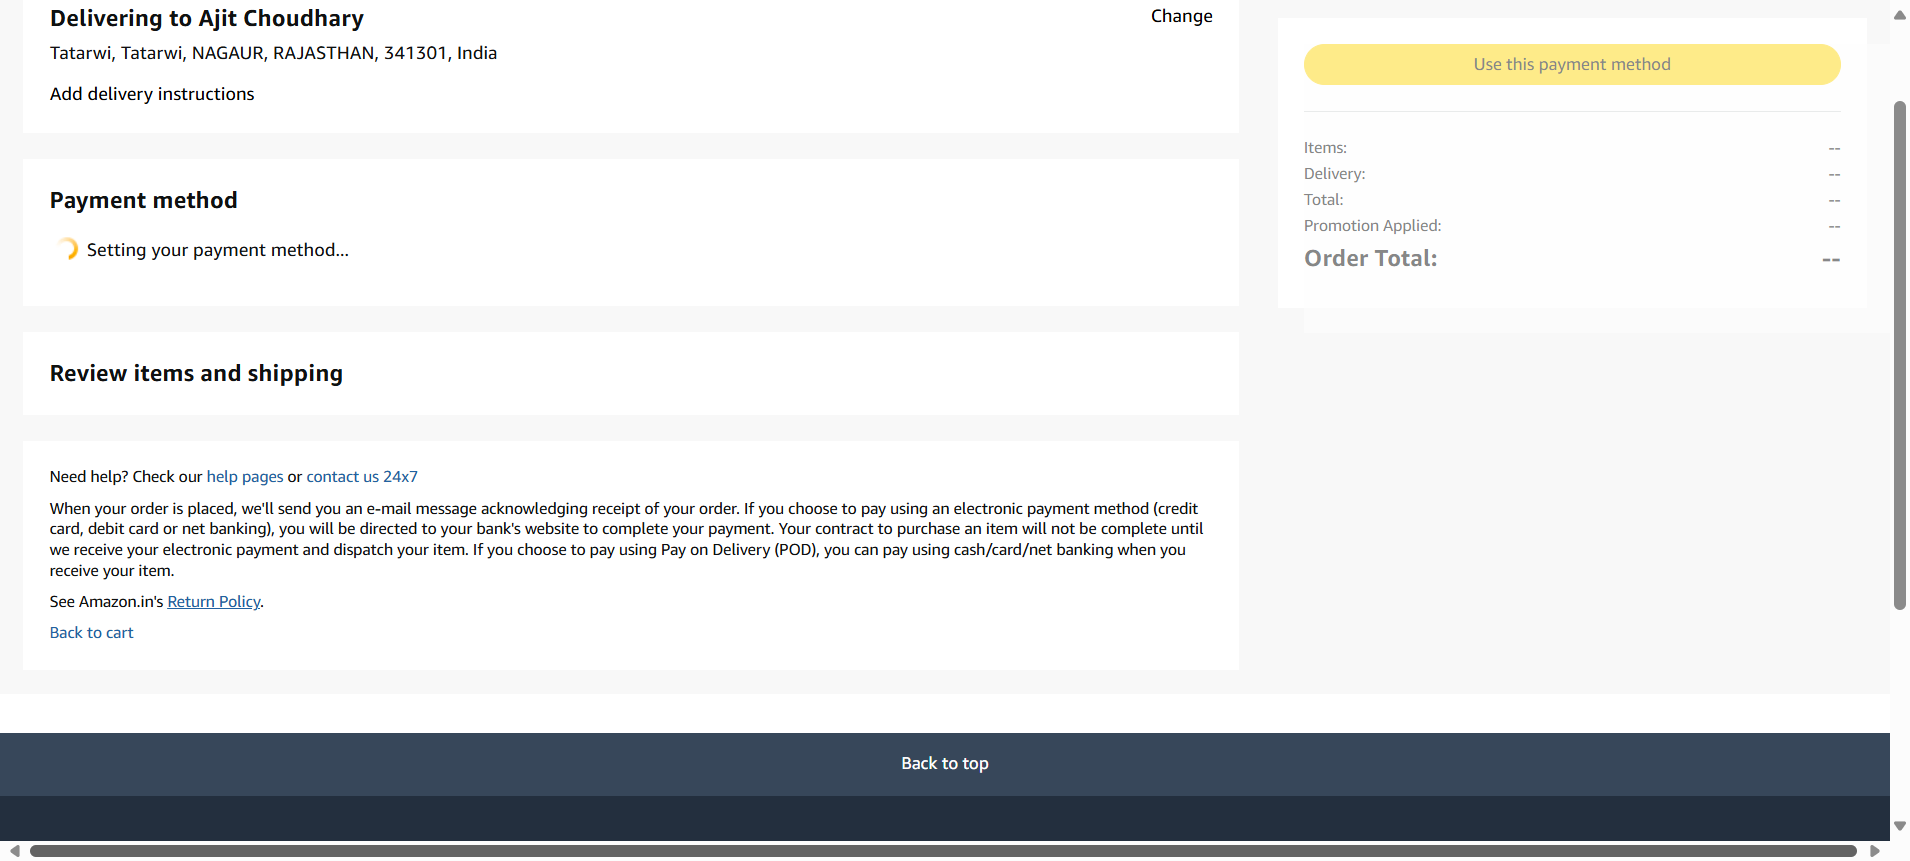 Delivering to Ajit Choudhary
Change
Tatarwi, Tatarwi, NAGAUR, RAJASTHAN, 341301, India
Add delivery instructions
Payment method
Setting your payment method...
Review items and shipping
Need help? Check our help pages or contact us 24x7
When your order is placed, we'll send you an e-mail message acknowledging receipt of your order. If you choose to pay using an electronic payment method (credit
card, debit card or net banking), you will be directed to your bank's website to complete your payment. Your contract to purchase an item will not be complete until
we receive your electronic payment and dispatch your item. If you choose to pay using Pay on Delivery (POD), you can pay using cash/card/net banking when you
receive your item.
See Amazon.in's Return Policy.
Back to cart
Use this payment method
Items: --
Delivery: --
Total: --
Promotion Applied: --
Order Total: --
Back to top